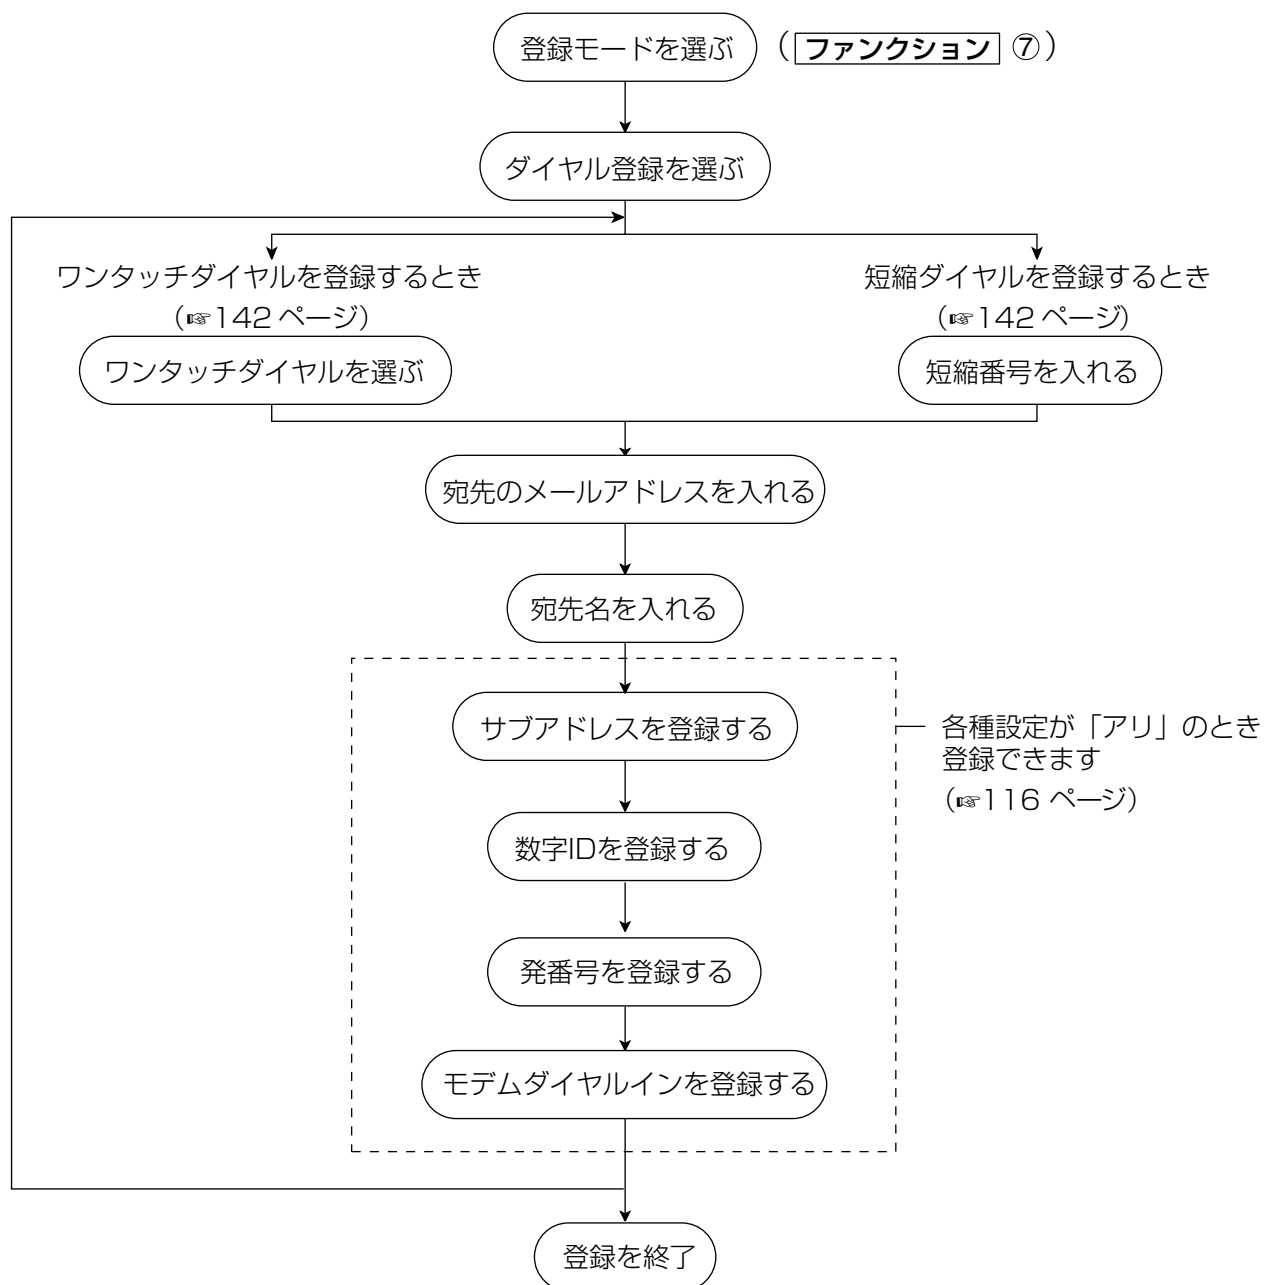 登録モードを選ぶ （ファンクション ⑦）
ダイヤル登録を選ぶ
ワンタッチダイヤルを登録するとき
（☞142 ページ）
ワンタッチダイヤルを選ぶ
短縮ダイヤルを登録するとき
（☞142 ページ）
短縮番号を入れる
宛先のメールアドレスを入れる
宛先名を入れる
サブアドレスを登録する
各種設定が「アリ」のとき
登録できます
（☞116 ページ）
数字IDを登録する
発番号を登録する
モデムダイヤルインを登録する
登録を終了